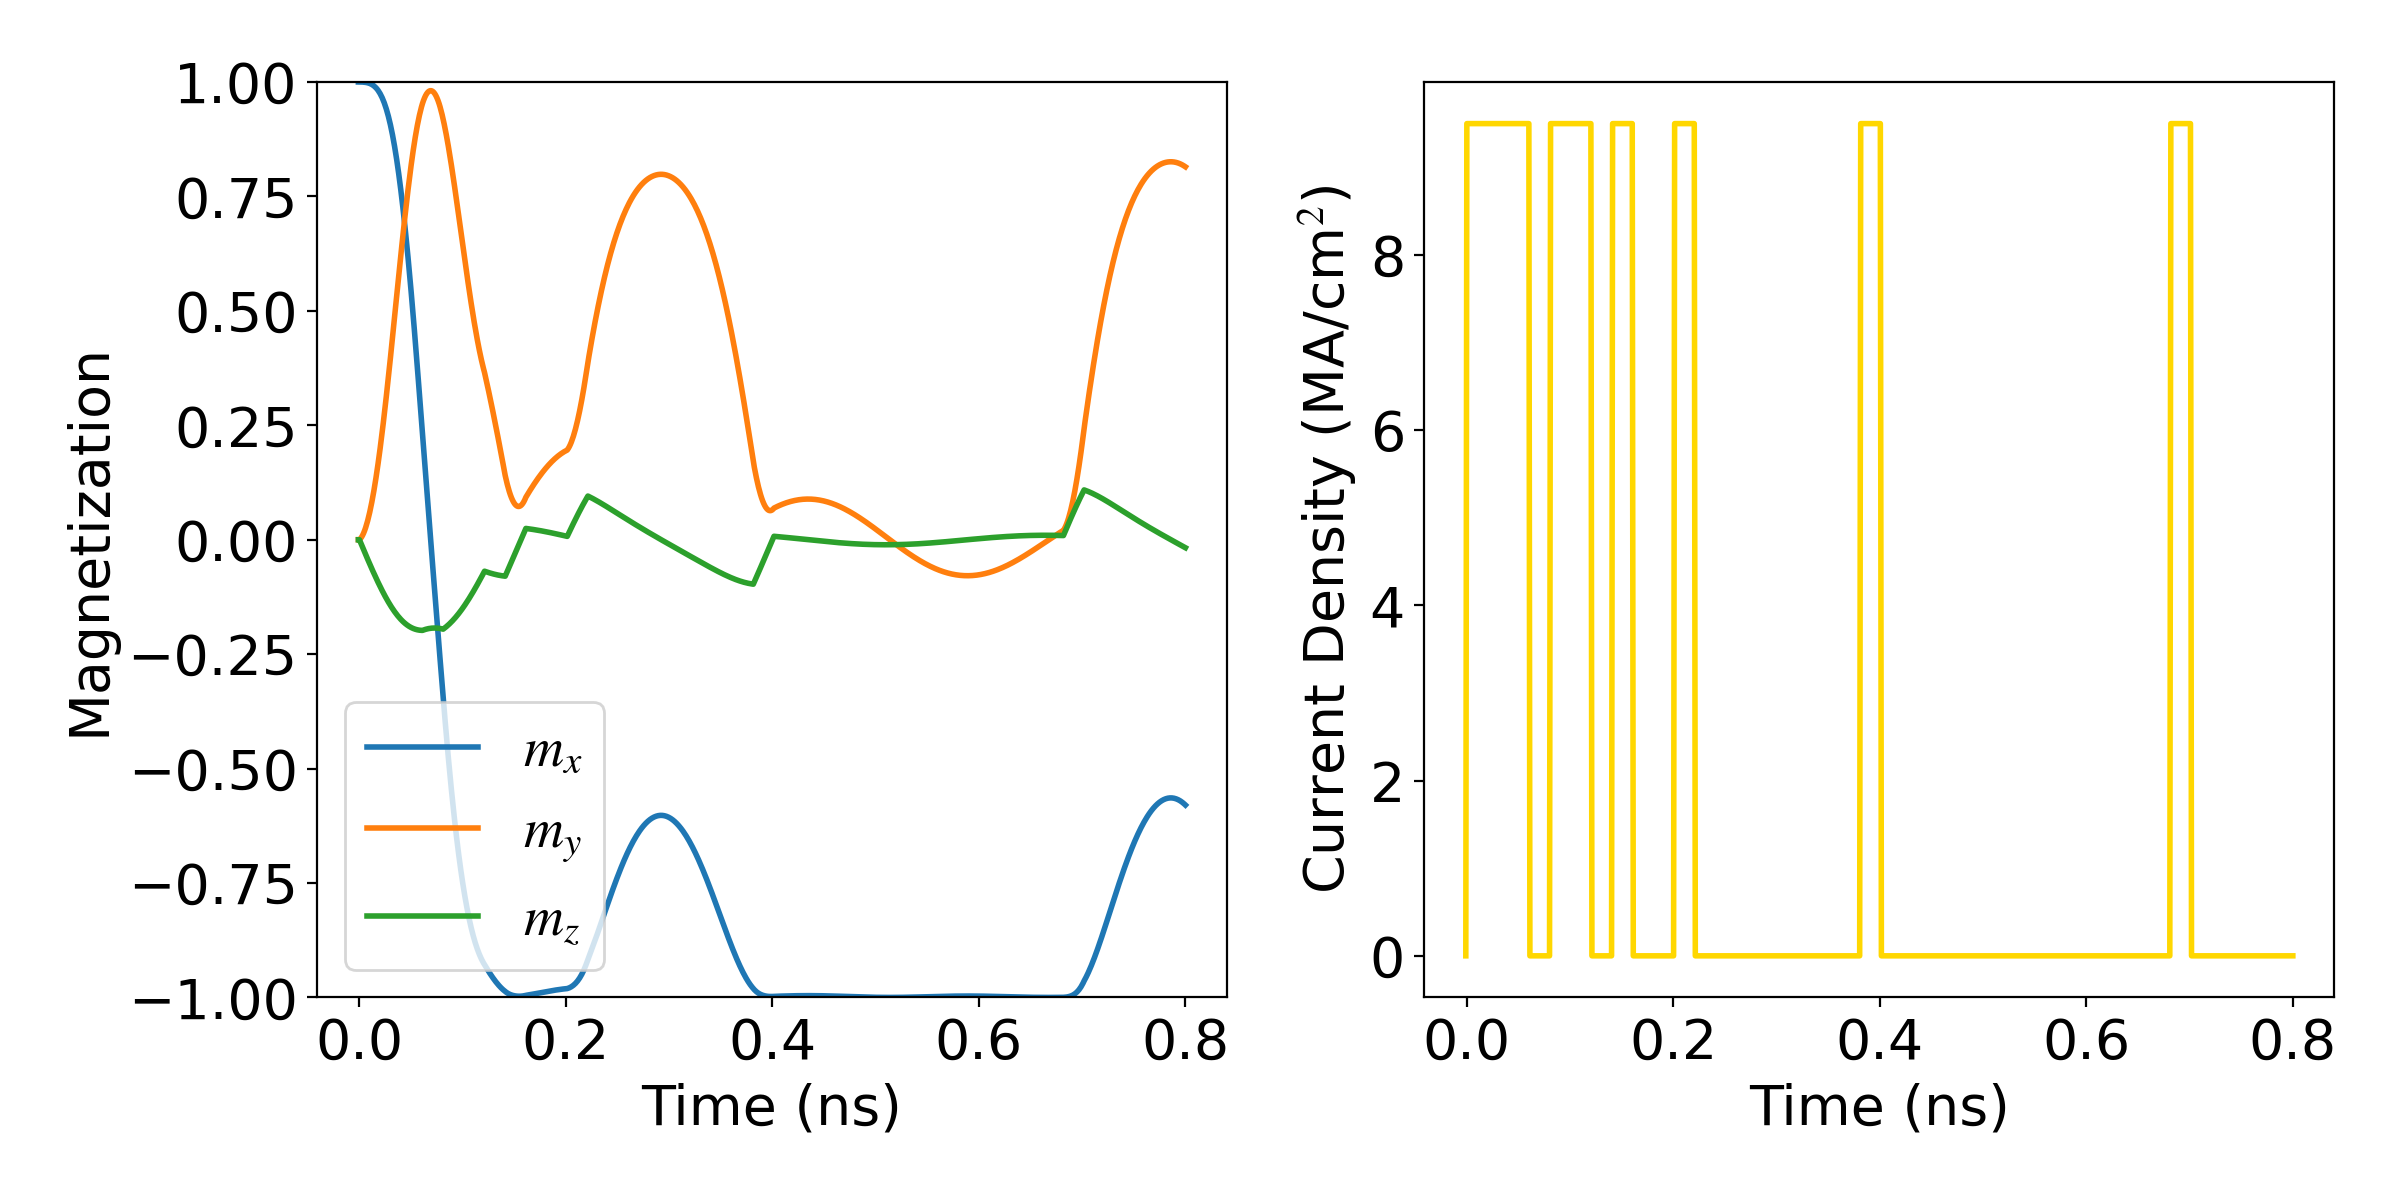 Magnetization
1.00
0.75
0.50
0.25
0.00
−0.25
−0.50
−0.75
−1.00
m_x
m_y
m_z
0.0 0.2 0.4 0.6 0.8
Time (ns)
Current Density (MA/cm²)
8
6
4
2
0
0.0 0.2 0.4 0.6 0.8
Time (ns)